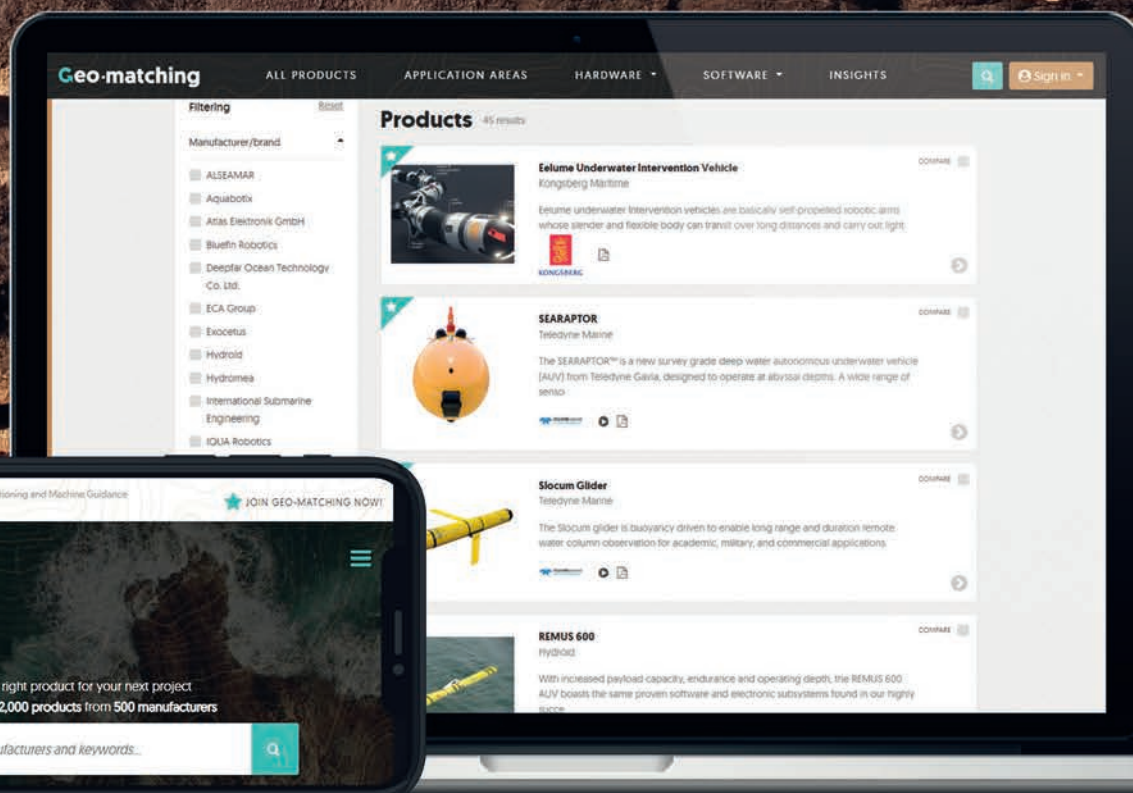 Geo-matching
ALL PRODUCTS
APPLICATION AREAS
HARDWARE
SOFTWARE
INSIGHTS
Sign in
Filtering
Reset
Manufacturer/brand
ALSEAMAR
Aquabotix
Atlas Elektronik GmbH
Bluefin Robotics
Deepfar Ocean Technology
Co. Ltd.
ECA Group
Exocetus
Hydroid
Hydromea
International Submarine
Engineering
IQUA Robotics
Products 45 results
Eelume Underwater Intervention Vehicle
COMPARE
Kongsberg Maritime
Eelume underwater intervention vehicles are basically self-propelled robotic arms
whose slender and flexible body can transit over long distances and carry out light
KONGSBERG
SEARAPTOR
COMPARE
Teledyne Marine
The SEARAPTOR™ is a new survey grade deep water autonomous underwater vehicle
(AUV) from Teledyne Gavia, designed to operate at abyssal depths. A wide range of
senso
Slocum Glider
COMPARE
Teledyne Marine
The Slocum glider is buoyancy driven to enable long range and duration remote
water column observation for academic, military, and commercial applications.
REMUS 600
COMPARE
Hydroid
With increased payload capacity, endurance and operating depth, the REMUS 600
AUV boasts the same proven software and electronic subsystems found in our highly
succe
tioning and Machine Guidance
JOIN GEO-MATCHING NOW!
right product for your next project
2,000 products from 500 manufacturers
ufacturers and keywords...